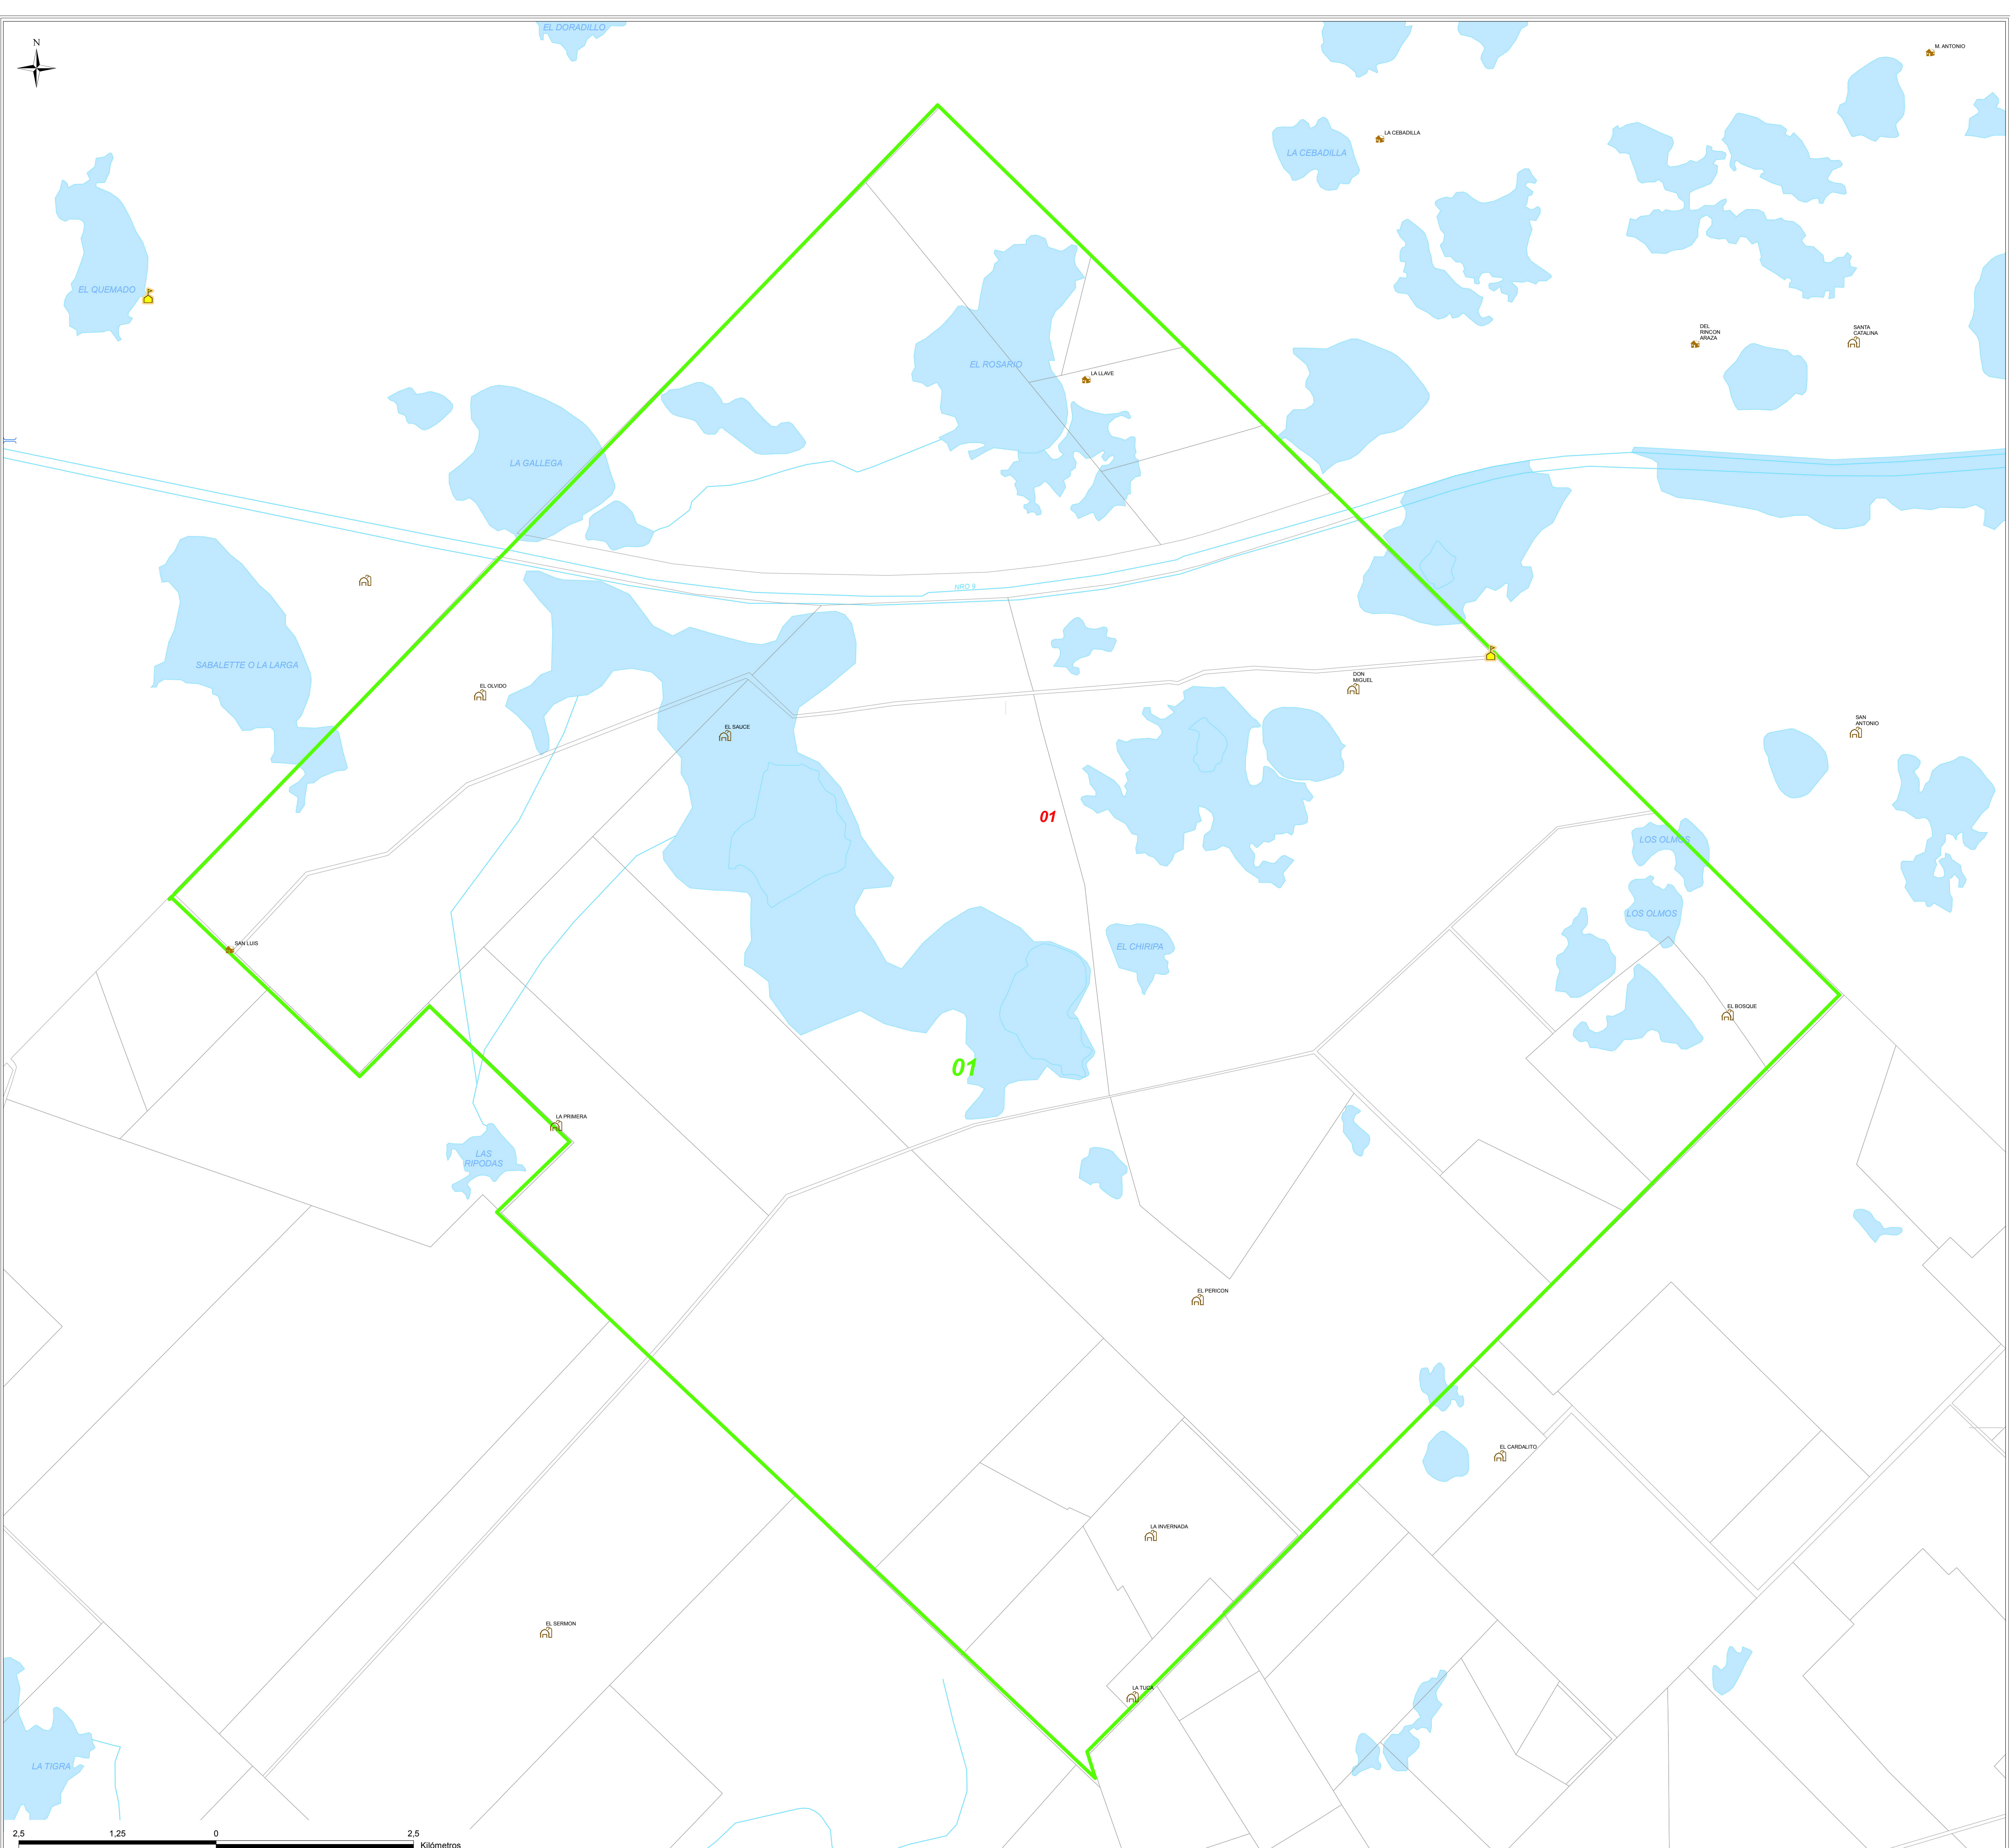 EL DORADILLO
N
M. ANTONIO
LA CEBADILLA
LA CEBADILLA
EL QUEMADO
DEL
RINCON
ARAZA
SANTA
CATALINA
EL ROSARIO
LA LLAVE
LA GALLEGA
NRO 9
SABALETTE O LA LARGA
EL OLVIDO
DON
MIGUEL
EL SAUCE
SAN
ANTONIO
01
LOS OLMOS
LOS OLMOS
SAN LUIS
EL CHIRIPA
EL BOSQUE
01
LA PRIMERA
LAS
RIPODAS
EL PERICON
EL CARDALITO
LA INVERNADA
EL SERMON
LA TUCA
LA TIGRA
2,5 1,25 0 2,5
Kilómetros